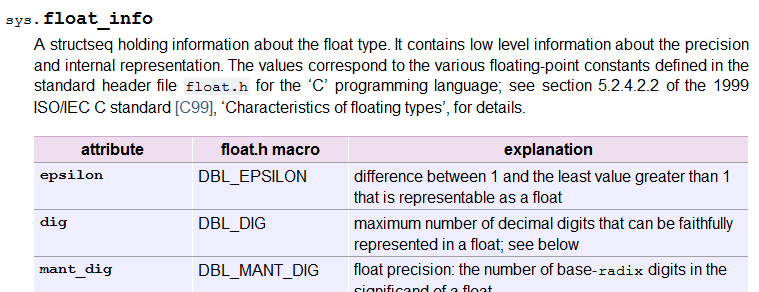 sys.float_info
A structseq holding information about the float type. It contains low level information about the precision
and internal representation. The values correspond to the various floating-point constants defined in the
standard header file float.h for the ‘C’ programming language; see section 5.2.4.2.2 of the 1999
ISO/IEC C standard [C99], ‘Characteristics of floating types’, for details.
attribute float.h macro explanation
epsilon DBL_EPSILON difference between 1 and the least value greater than 1
that is representable as a float
dig DBL_DIG maximum number of decimal digits that can be faithfully
represented in a float; see below
mant_dig DBL_MANT_DIG float precision: the number of base-radix digits in the
significand of a float